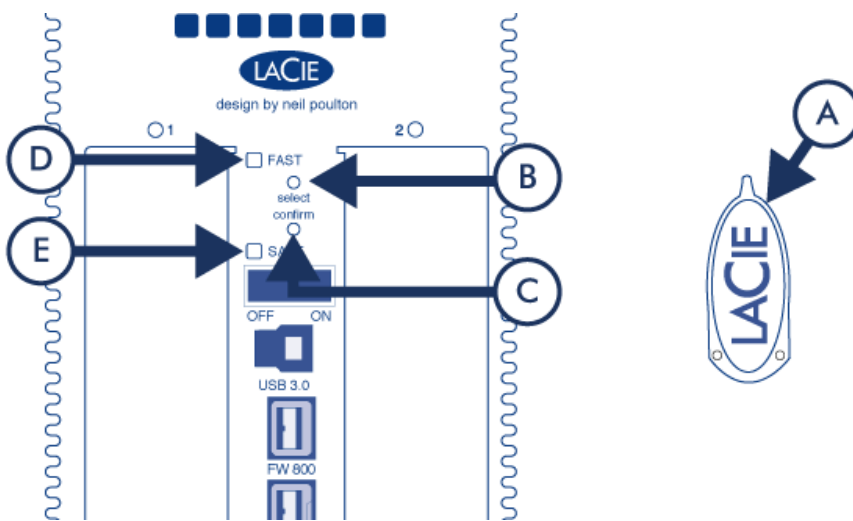 LACIE
design by neil poulton
1
2
A
D
FAST
B
select
confirm
E
C
OFF
ON
USB 3.0
FW 800
LACIE